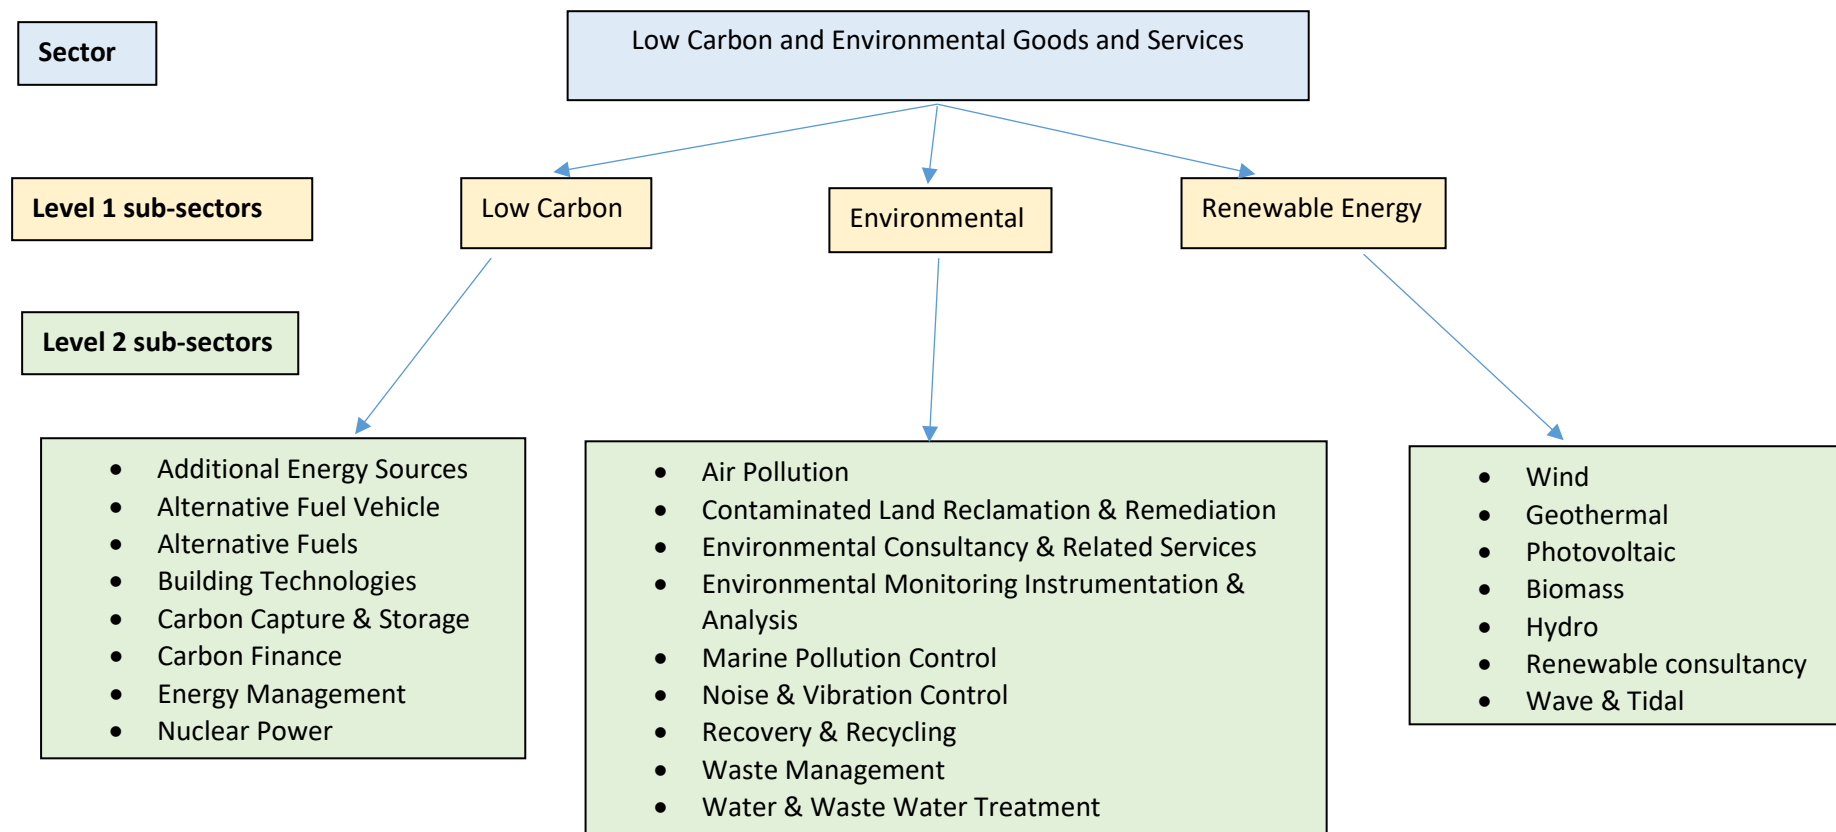 Sector
Low Carbon and Environmental Goods and Services
Level 1 sub-sectors
Low Carbon
Environmental
Renewable Energy
Level 2 sub-sectors
• Additional Energy Sources
• Alternative Fuel Vehicle
• Alternative Fuels
• Building Technologies
• Carbon Capture & Storage
• Carbon Finance
• Energy Management
• Nuclear Power
• Air Pollution
• Contaminated Land Reclamation & Remediation
• Environmental Consultancy & Related Services
• Environmental Monitoring Instrumentation &
Analysis
• Marine Pollution Control
• Noise & Vibration Control
• Recovery & Recycling
• Waste Management
• Water & Waste Water Treatment
• Wind
• Geothermal
• Photovoltaic
• Biomass
• Hydro
• Renewable consultancy
• Wave & Tidal